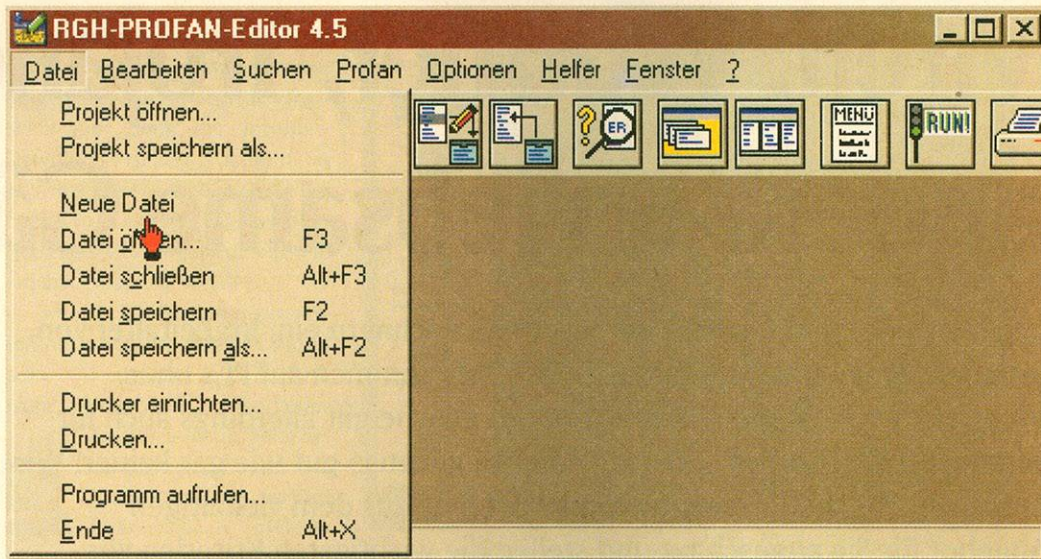 RGH-PROFAN-Editor 4.5
Datei Bearbeiten Suchen Profan Optionen Helfer Fenster ?
Projekt öffnen...
Projekt speichern als...
ER
MENÜ
RUN!
Neue Datei
Datei öffnen... F3
Datei schließen Alt+F3
Datei speichern F2
Datei speichern als... Alt+F2
Drucker einrichten...
Drucken...
Programm aufrufen...
Ende Alt+X